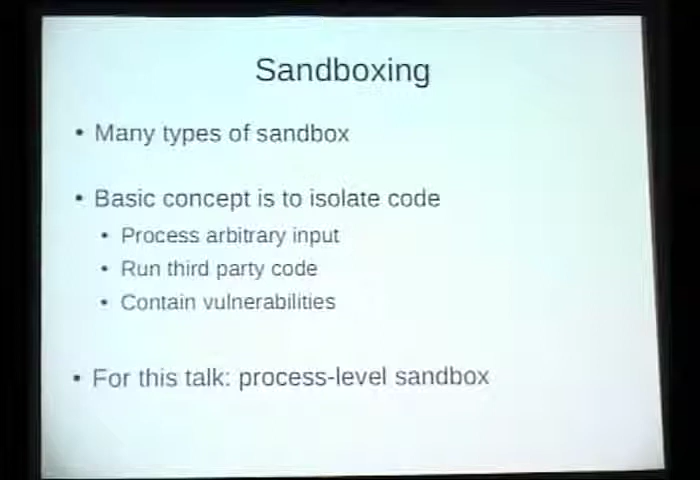 Sandboxing
• Many types of sandbox
• Basic concept is to isolate code
• Process arbitrary input
• Run third party code
• Contain vulnerabilities
• For this talk: process-level sandbox